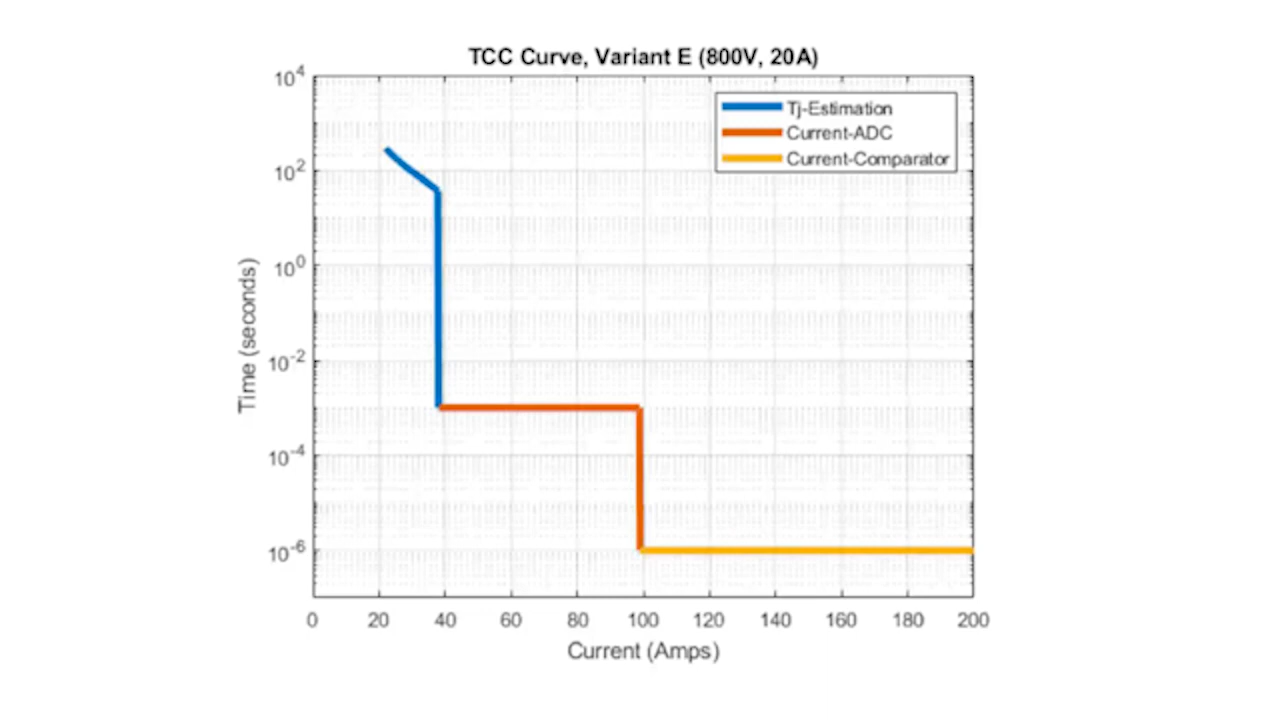 TCC Curve, Variant E (800V, 20A)
10^4
10^2
10^0
10^-2
10^-4
10^-6
Time (seconds)
Tj-Estimation
Current-ADC
Current-Comparator
0 20 40 60 80 100 120 140 160 180 200
Current (Amps)